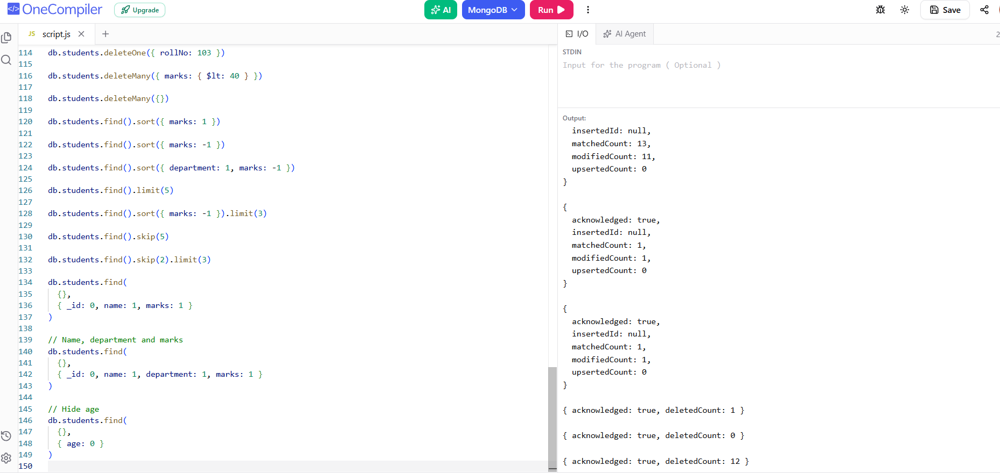 </> OneCompiler
Upgrade
AI
MongoDB
Run
Save
JS script.js
I/O
AI Agent
2
114 db.students.deleteOne({ rollNo: 103 })
115
116 db.students.deleteMany({ marks: { $lt: 40 } })
117
118 db.students.deleteMany({})
119
120 db.students.find().sort({ marks: 1 })
121
122 db.students.find().sort({ marks: -1 })
123
124 db.students.find().sort({ department: 1, marks: -1 })
125
126 db.students.find().limit(5)
127
128 db.students.find().sort({ marks: -1 }).limit(3)
129
130 db.students.find().skip(5)
131
132 db.students.find().skip(2).limit(3)
133
134 db.students.find(
135 {},
136 { _id: 0, name: 1, marks: 1 }
137 )
138
139 // Name, department and marks
140 db.students.find(
141 {},
142 { _id: 0, name: 1, department: 1, marks: 1 }
143 )
144
145 // Hide age
146 db.students.find(
147 {},
148 { age: 0 }
149 )
150
STDIN
Input for the program ( Optional )
Output:
insertedId: null,
matchedCount: 13,
modifiedCount: 11,
upsertedCount: 0
}
{
acknowledged: true,
insertedId: null,
matchedCount: 1,
modifiedCount: 1,
upsertedCount: 0
}
{
acknowledged: true,
insertedId: null,
matchedCount: 1,
modifiedCount: 1,
upsertedCount: 0
}
{ acknowledged: true, deletedCount: 1 }
{ acknowledged: true, deletedCount: 0 }
{ acknowledged: true, deletedCount: 12 }